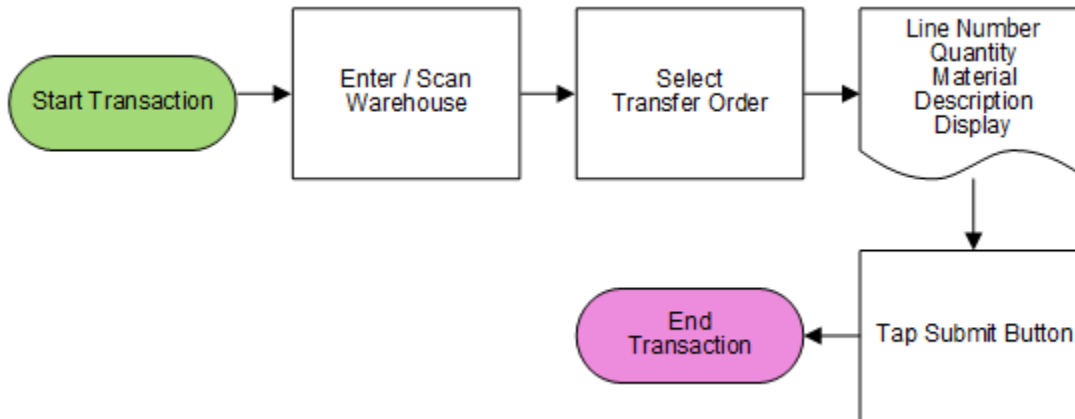 Start Transaction
Enter / Scan
Warehouse
Select
Transfer Order
Line Number
Quantity
Material
Description
Display
Tap Submit Button
End
Transaction